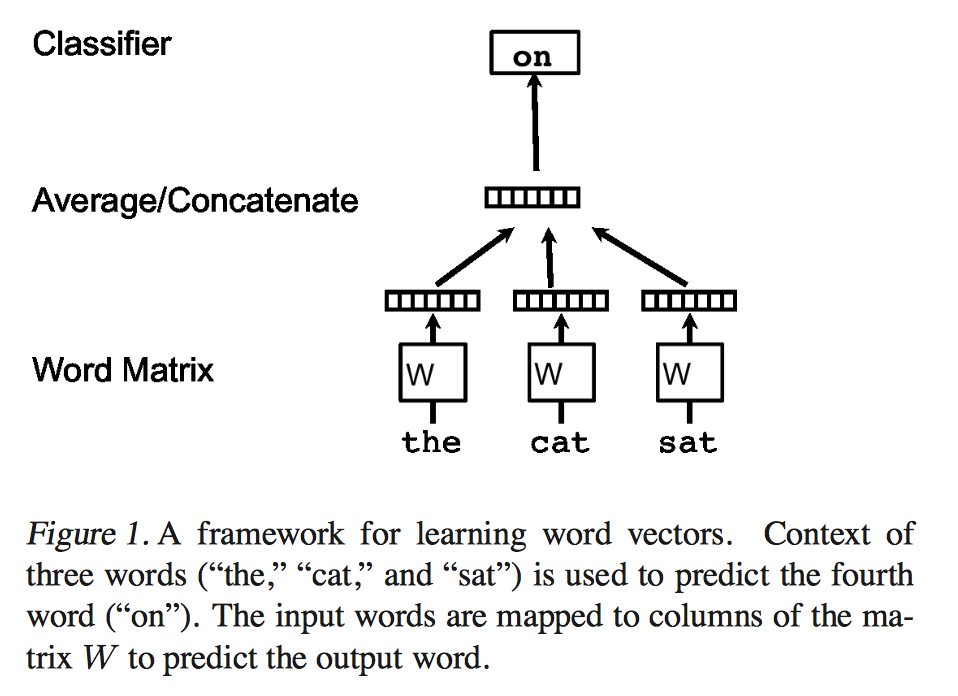 Classifier
on
Average/Concatenate
Word Matrix
W W W
the cat sat
Figure 1. A framework for learning word vectors. Context of
three words (“the,” “cat,” and “sat”) is used to predict the fourth
word (“on”). The input words are mapped to columns of the ma-
trix W to predict the output word.